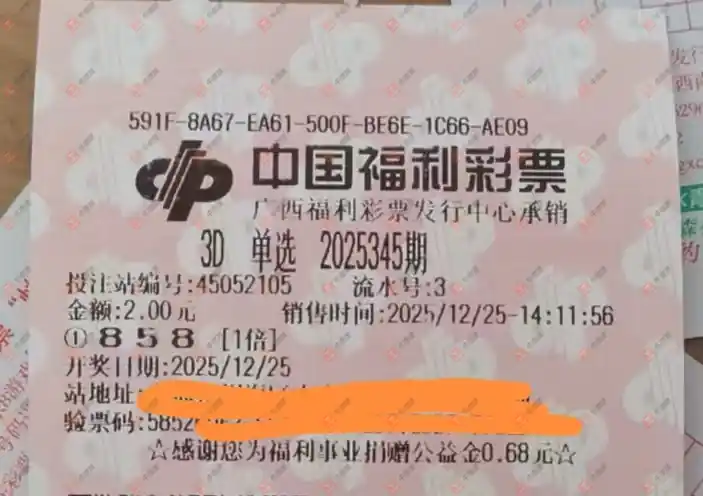 591F-8A67-EA61-500F-BE6E-1C66-AE09
中国福利彩票
广西福利彩票发行中心承销
3D 单选 2025345期
投注站编号:45052105 流水号:3
金额:2.00元 销售时间:2025/12/25-14:11:56
① 8 5 8 [1倍]
开奖日期:2025/12/25
站地址:
验票码:5852
☆感谢您为福利事业捐赠公益金0.68元☆